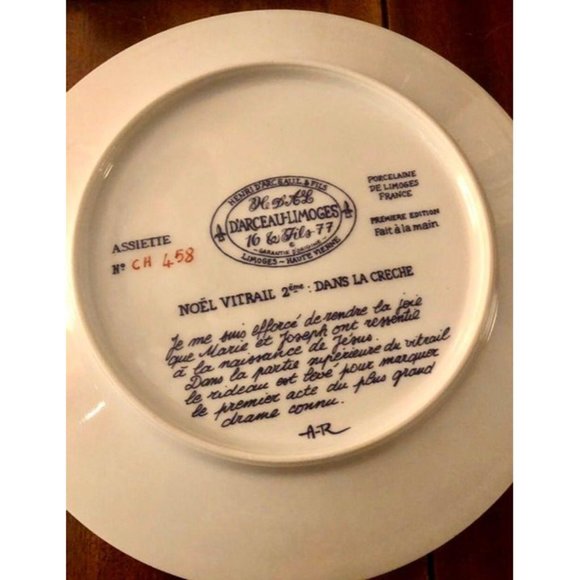 HENRI D'ARCEAU & FILS
H. D'A & L
D'ARCEAU-LIMOGES
16 & Fils 77
GARANTIE D'ORIGINE
LIMOGES - HAUTE VIENNE
PORCELAINE
DE LIMOGES
FRANCE
PREMIERE EDITION
Fait à la main
ASSIETTE
N° CH 458
NOËL VITRAIL 2ème : DANS LA CRECHE
Je me suis efforcé de rendre la joie
que Marie et Joseph ont ressentie
à la naissance de Jésus.
Dans la partie supérieure du vitrail
le rideau est levé pour marquer
le premier acte du plus grand
drame connu.
A-R